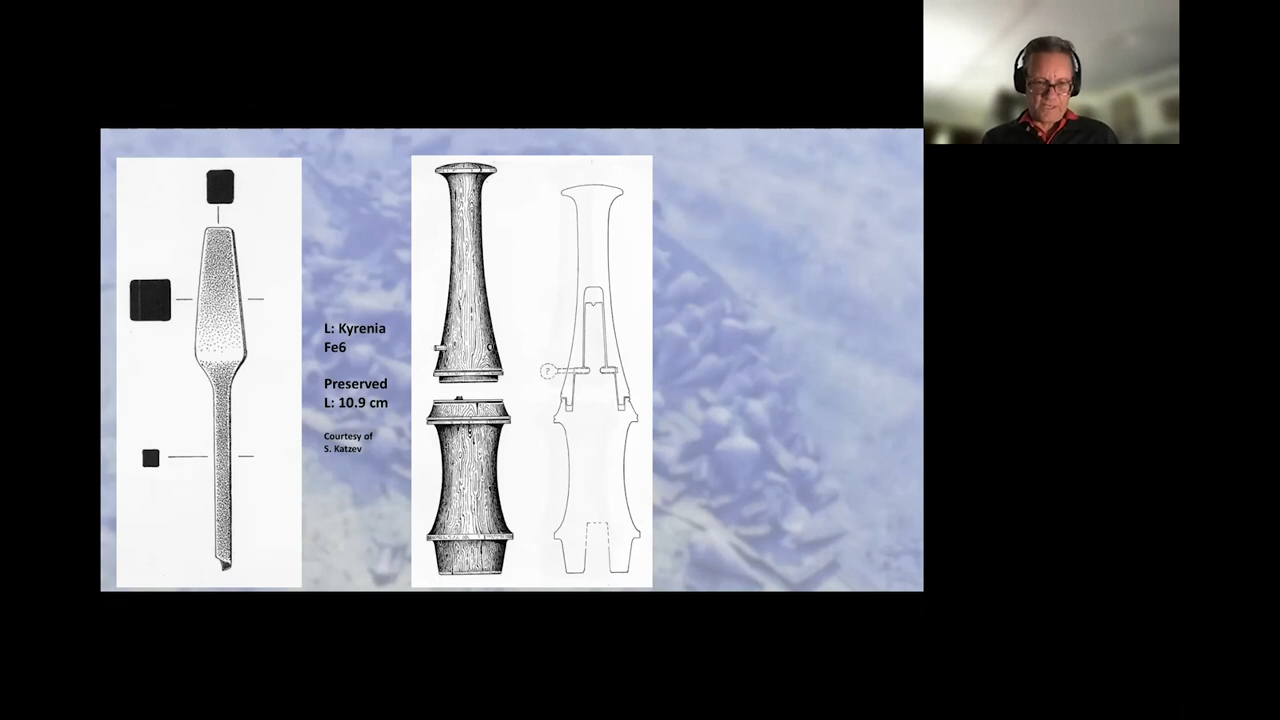 L: Kyrenia
Fe6
Preserved
L: 10.9 cm
Courtesy of
S. Katzev
?